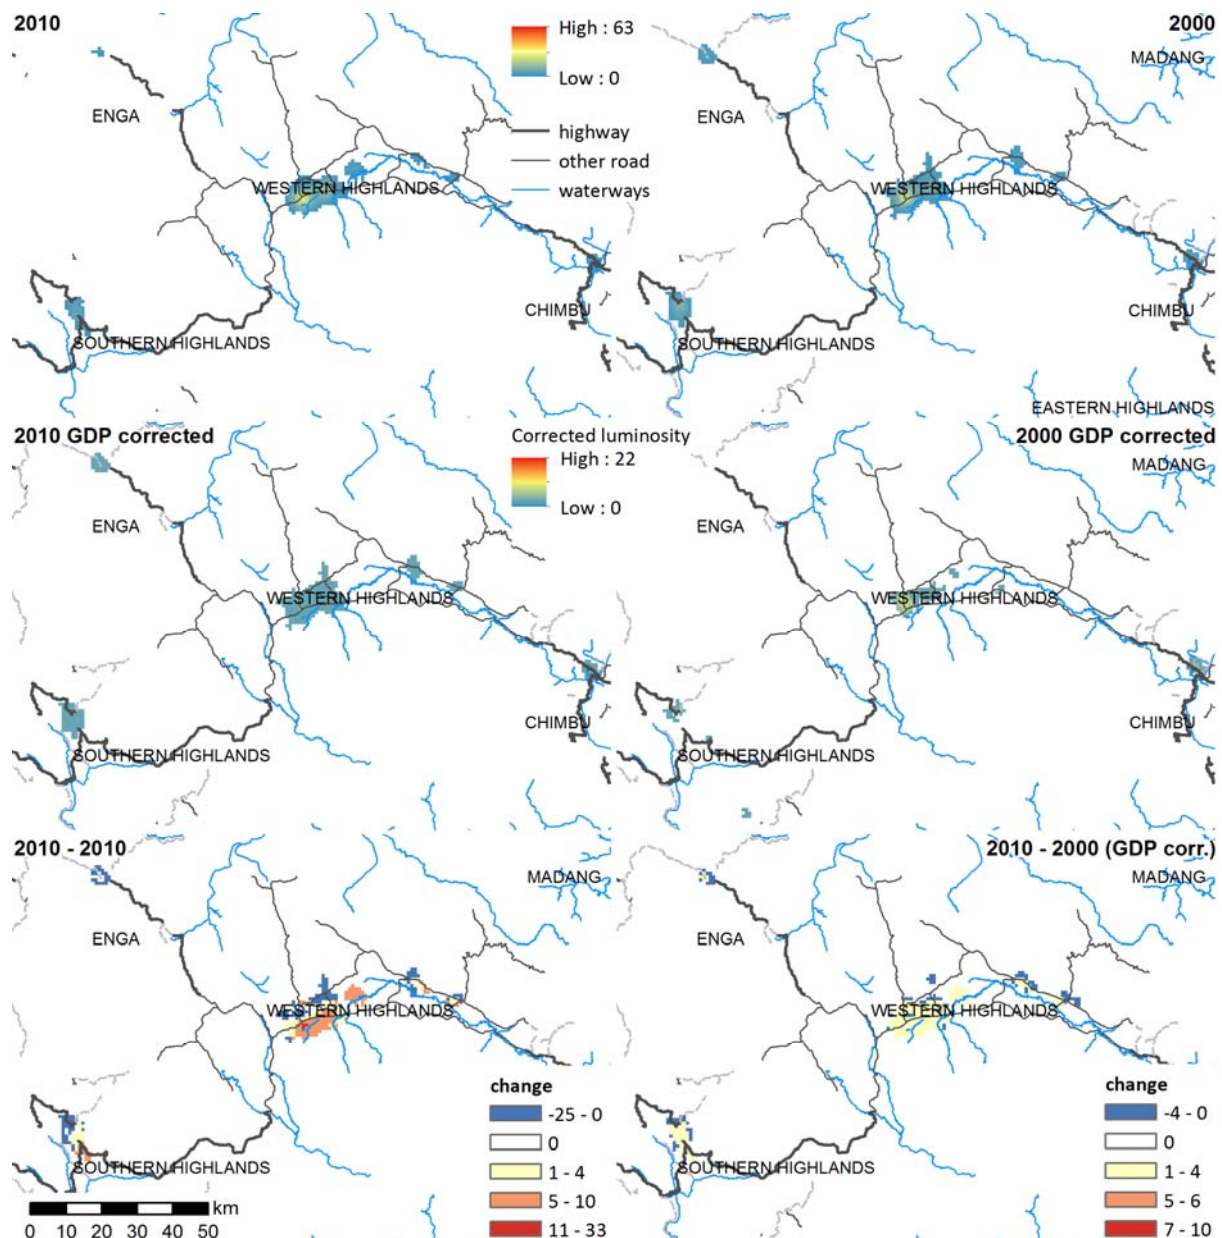 2010
High : 63
Low : 0
highway
other road
waterways
ENGA
WESTERN HIGHLANDS
CHIMBU
SOUTHERN HIGHLANDS
2000
MADANG
ENGA
WESTERN HIGHLANDS
CHIMBU
SOUTHERN HIGHLANDS
EASTERN HIGHLANDS
2010 GDP corrected
Corrected luminosity
High : 22
Low : 0
ENGA
WESTERN HIGHLANDS
CHIMBU
SOUTHERN HIGHLANDS
2000 GDP corrected
MADANG
ENGA
WESTERN HIGHLANDS
CHIMBU
SOUTHERN HIGHLANDS
2010 - 2010
MADANG
ENGA
WESTERN HIGHLANDS
SOUTHERN HIGHLANDS
change
-25 - 0
0
1 - 4
5 - 10
11 - 33
km
0 10 20 30 40 50
2010 - 2000 (GDP corr.)
MADANG
ENGA
WESTERN HIGHLANDS
SOUTHERN HIGHLANDS
change
-4 - 0
0
1 - 4
5 - 6
7 - 10